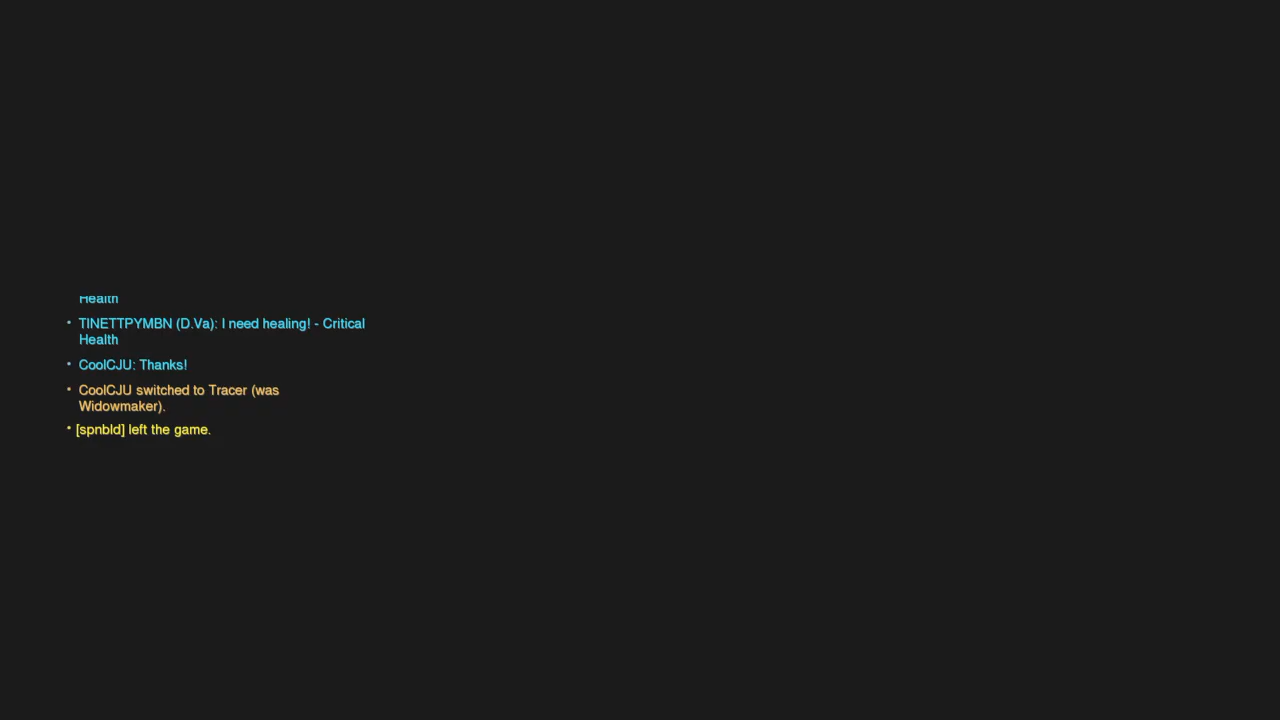 Health
• TINETTPYMBN (D.Va): I need healing! - Critical
Health
• CoolCJU: Thanks!
• CoolCJU switched to Tracer (was
Widowmaker).
• [spnbld] left the game.